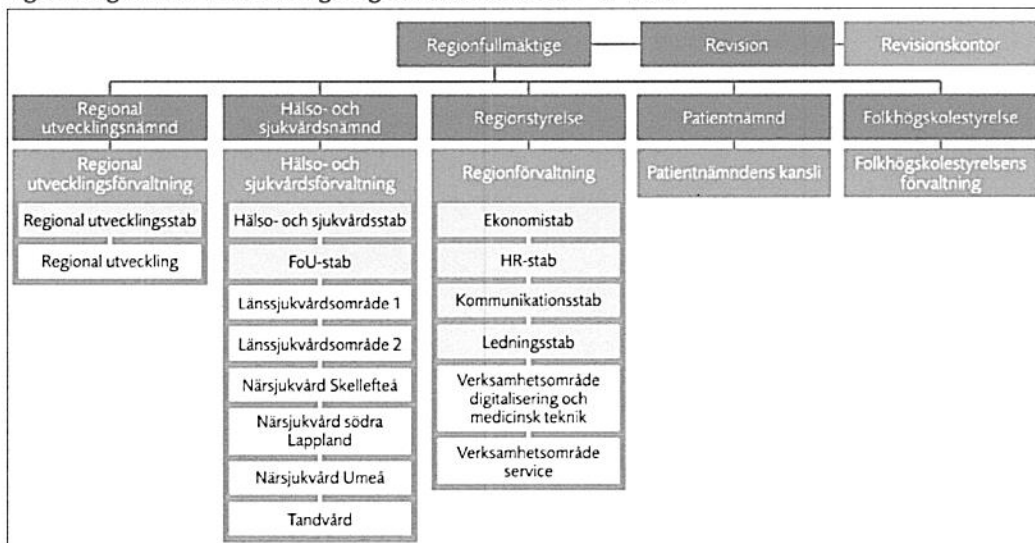 Regionfullmäktige
Revision
Revisionskontor
Regional
utvecklingsnämnd
Hälso- och
sjukvårdsnämnd
Regionstyrelse
Patientnämnd
Folkhögskolestyrelse
Regional
utvecklingsförvaltning
Hälso- och
sjukvårdsförvaltning
Regionförvaltning
Patientnämndens kansli
Folkhögskolestyrelsens
förvaltning
Regional utvecklingsstab
Regional utveckling
Hälso- och sjukvårdsstab
FoU-stab
Länssjukvårdsområde 1
Länssjukvårdsområde 2
Närsjukvård Skellefteå
Närsjukvård södra
Lappland
Närsjukvård Umeå
Tandvård
Ekonomistab
HR-stab
Kommunikationsstab
Ledningsstab
Verksamhetsområde
digitalisering och
medicinsk teknik
Verksamhetsområde
service